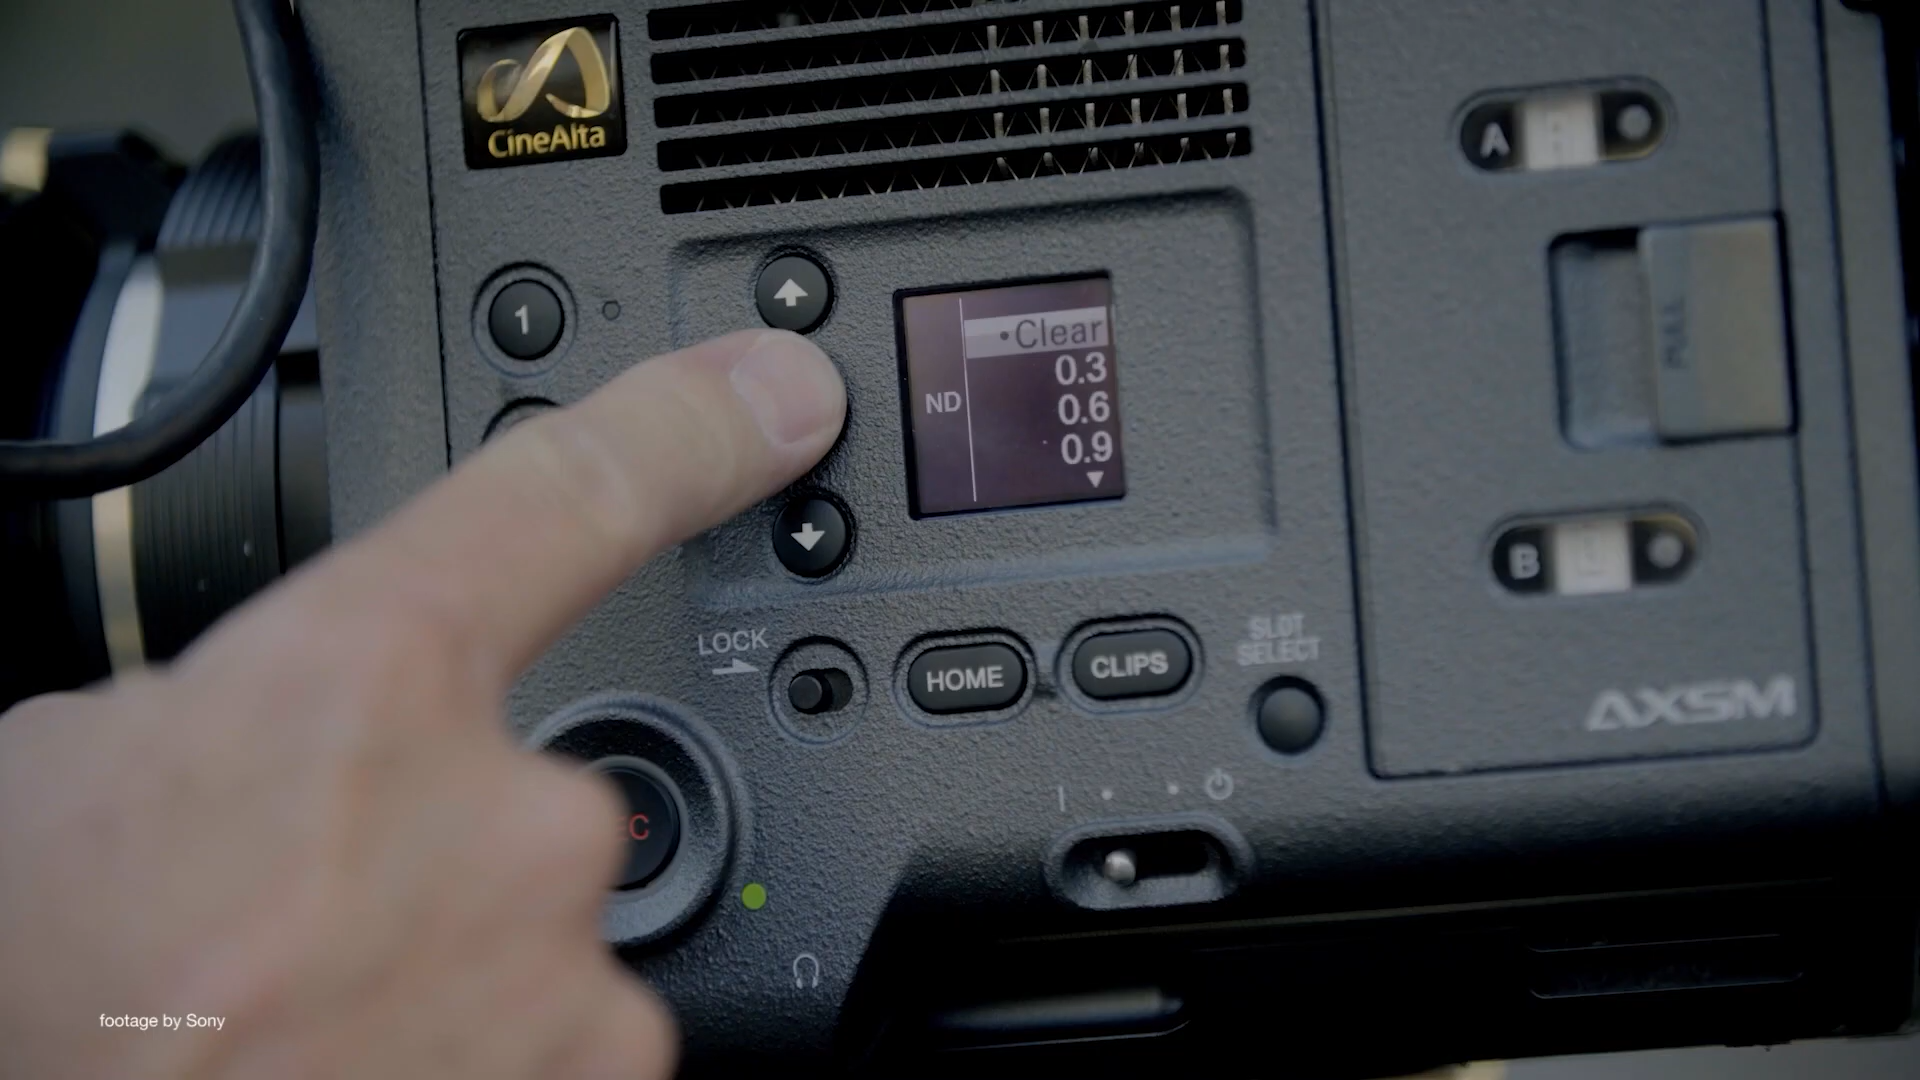 CineAlta
A
1
• Clear
0.3
ND
0.6
0.9
PULL
B
LOCK
HOME
CLIPS
SLOT
SELECT
AXSM
EC
footage by Sony